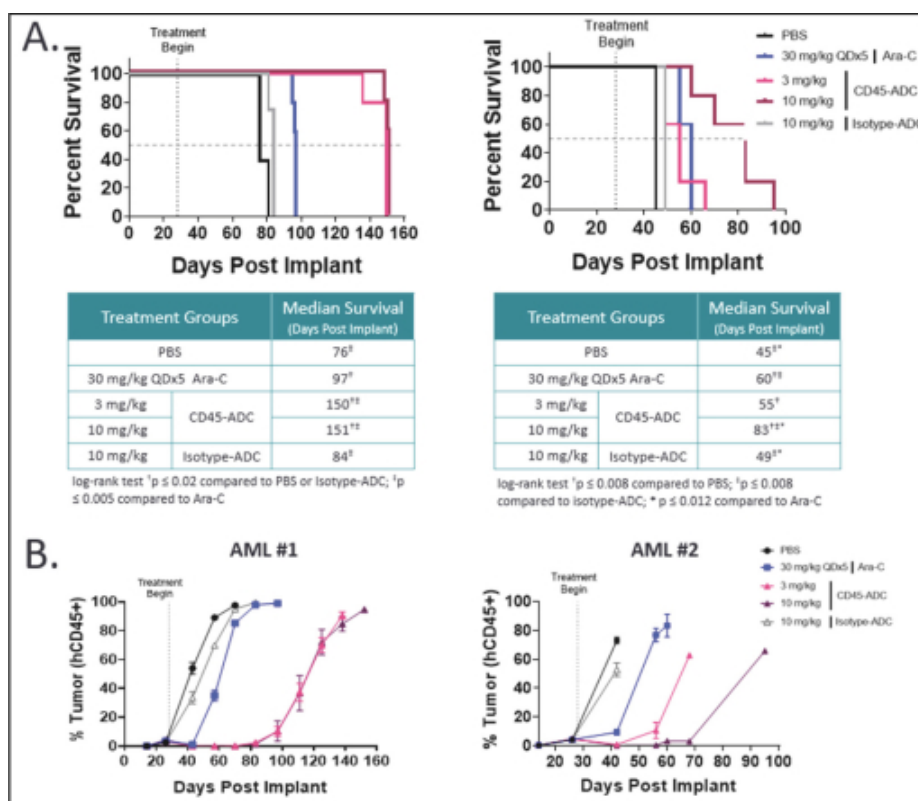 A.
Treatment
Begin
Percent Survival
100
80
60
40
20
0
0 20 40 60 80 100 120 140 160
Days Post Implant
Treatment
Begin
Percent Survival
100
80
60
40
20
0
0 20 40 60 80 100
Days Post Implant
PBS
30 mg/kg QDx5 Ara-C
3 mg/kg
10 mg/kg
CD45-ADC
10 mg/kg Isotype-ADC
Treatment Groups Median Survival
(Days Post Implant)
PBS 76‡
30 mg/kg QDx5 Ara-C 97†
3 mg/kg CD45-ADC 150†‡
10 mg/kg 151†‡
10 mg/kg Isotype-ADC 84‡
log-rank test †p ≤ 0.02 compared to PBS or Isotype-ADC; ‡p
≤ 0.005 compared to Ara-C
Treatment Groups Median Survival
(Days Post Implant)
PBS 45‡*
30 mg/kg QDx5 Ara-C 60†‡
3 mg/kg CD45-ADC 55†
10 mg/kg 83†‡*
10 mg/kg Isotype-ADC 49‡*
log-rank test †p ≤ 0.008 compared to PBS; ‡p ≤ 0.008
compared to isotype-ADC; * p ≤ 0.012 compared to Ara-C
B.
AML #1
Treatment
Begin
% Tumor (hCD45+)
100
80
60
40
20
0
0 20 40 60 80 100 120 140 160
Days Post Implant
AML #2
Treatment
Begin
% Tumor (hCD45+)
100
80
60
40
20
0
20 30 40 50 60 70 80 90 100
Days Post Implant
PBS
30 mg/kg QDx5 Ara-C
3 mg/kg
10 mg/kg
CD45-ADC
10 mg/kg Isotype-ADC